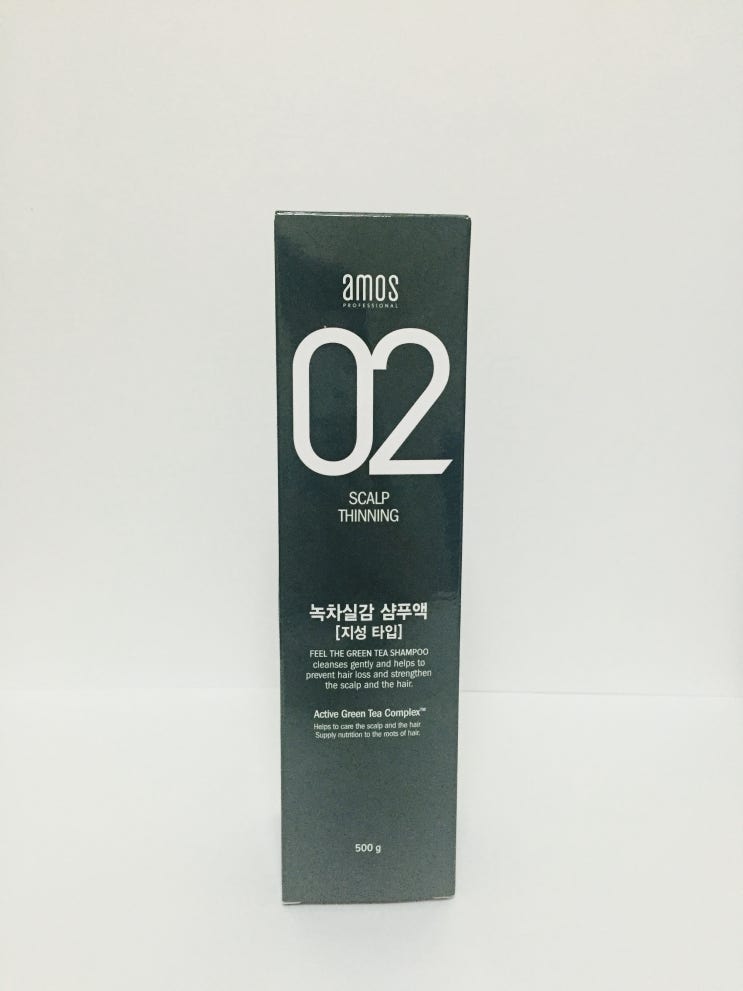 amos
PROFESSIONAL
02
SCALP
THINNING
녹차실감 샴푸액
[지성 타입]
FEEL THE GREEN TEA SHAMPOO
cleanses gently and helps to
prevent hair loss and strengthen
the scalp and the hair.
Active Green Tea Complex™
Helps to care the scalp and the hair
Supply nutrition to the roots of hair.
500 g